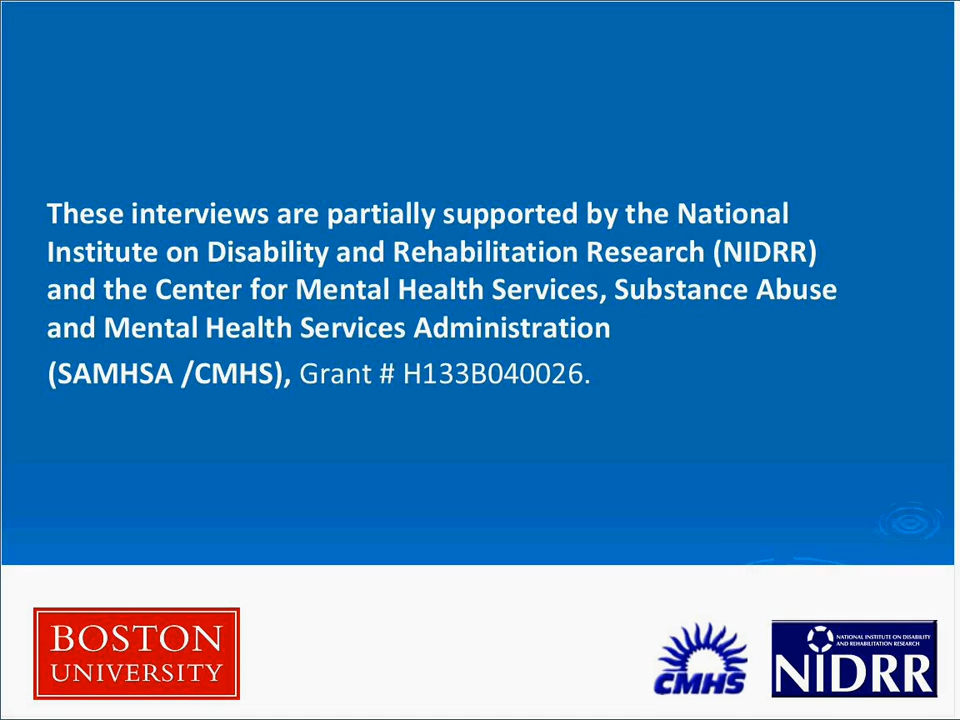 These interviews are partially supported by the National
Institute on Disability and Rehabilitation Research (NIDRR)
and the Center for Mental Health Services, Substance Abuse
and Mental Health Services Administration
(SAMHSA /CMHS), Grant # H133B040026.
BOSTON
UNIVERSITY
CMHS
NATIONAL INSTITUTE ON DISABILITY
AND REHABILITATION RESEARCH
NIDRR